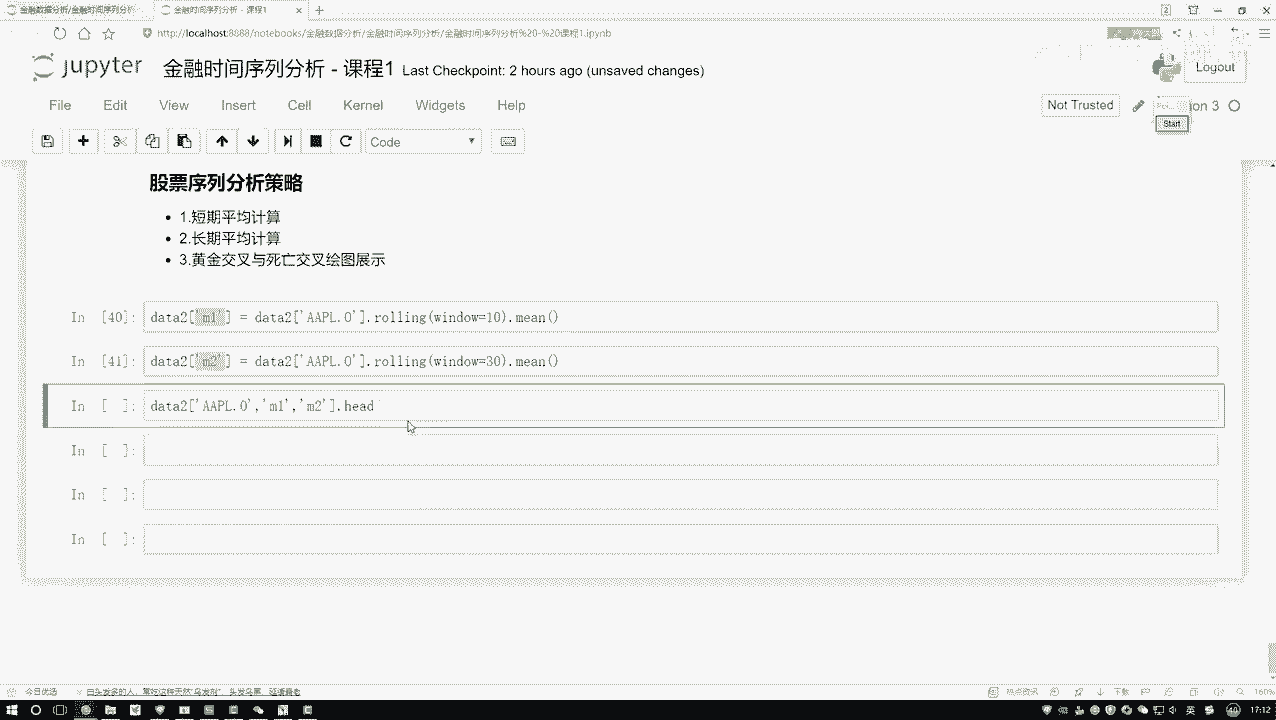 金融数据分析/金融时间序列分析
金融时间序列分析 - 课程1
http://localhost:8888/notebooks/金融数据分析/金融时间序列分析/金融时间序列分析%20-%20课程1.ipynb
jupyter 金融时间序列分析 - 课程1 Last Checkpoint: 2 hours ago (unsaved changes)
Logout
File Edit View Insert Cell Kernel Widgets Help
Not Trusted
on 3
Start
Code
股票序列分析策略
1.短期平均计算
2.长期平均计算
3.黄金交叉与死亡交叉绘图展示
In [40]: data2['m1'] = data2['AAPL.O'].rolling(window=10).mean()
In [41]: data2['m2'] = data2['AAPL.O'].rolling(window=30).mean()
In [ ]: data2['AAPL.O','m1','m2'].head
In [ ]:
In [ ]:
In [ ]:
今日优选
热点资讯
下载
160%
英
17:12